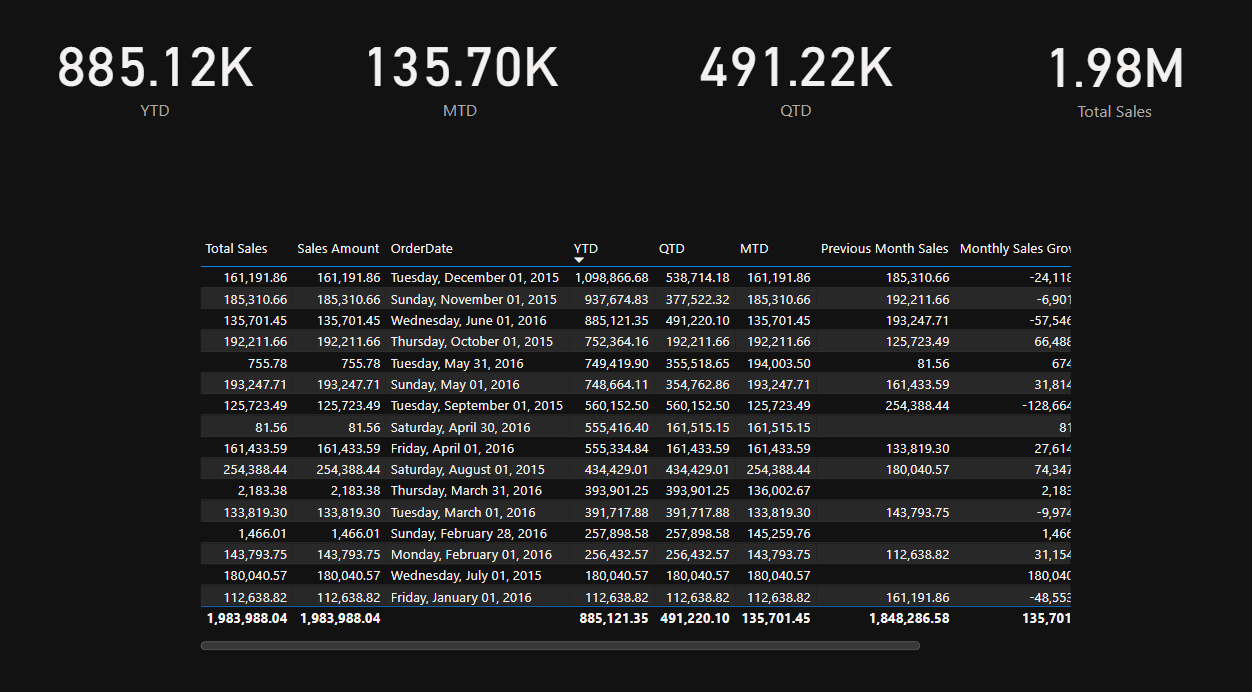 885.12K 135.70K 491.22K 1.98M
YTD MTD QTD Total Sales
Total Sales Sales Amount OrderDate YTD QTD MTD Previous Month Sales Monthly Sales Grow
161,191.86 161,191.86 Tuesday, December 01, 2015 1,098,866.68 538,714.18 161,191.86 185,310.66 -24,118
185,310.66 185,310.66 Sunday, November 01, 2015 937,674.83 377,522.32 185,310.66 192,211.66 -6,901
135,701.45 135,701.45 Wednesday, June 01, 2016 885,121.35 491,220.10 135,701.45 193,247.71 -57,546
192,211.66 192,211.66 Thursday, October 01, 2015 752,364.16 192,211.66 192,211.66 125,723.49 66,488
755.78 755.78 Tuesday, May 31, 2016 749,419.90 355,518.65 194,003.50 81.56 674
193,247.71 193,247.71 Sunday, May 01, 2016 748,664.11 354,762.86 193,247.71 161,433.59 31,814
125,723.49 125,723.49 Tuesday, September 01, 2015 560,152.50 560,152.50 125,723.49 254,388.44 -128,664
81.56 81.56 Saturday, April 30, 2016 555,416.40 161,515.15 161,515.15 81
161,433.59 161,433.59 Friday, April 01, 2016 555,334.84 161,433.59 161,433.59 133,819.30 27,614
254,388.44 254,388.44 Saturday, August 01, 2015 434,429.01 434,429.01 254,388.44 180,040.57 74,347
2,183.38 2,183.38 Thursday, March 31, 2016 393,901.25 393,901.25 136,002.67 2,183
133,819.30 133,819.30 Tuesday, March 01, 2016 391,717.88 391,717.88 133,819.30 143,793.75 -9,974
1,466.01 1,466.01 Sunday, February 28, 2016 257,898.58 257,898.58 145,259.76 1,466
143,793.75 143,793.75 Monday, February 01, 2016 256,432.57 256,432.57 143,793.75 112,638.82 31,154
180,040.57 180,040.57 Wednesday, July 01, 2015 180,040.57 180,040.57 180,040.57 180,040
112,638.82 112,638.82 Friday, January 01, 2016 112,638.82 112,638.82 112,638.82 161,191.86 -48,553
1,983,988.04 1,983,988.04 885,121.35 491,220.10 135,701.45 1,848,286.58 135,701